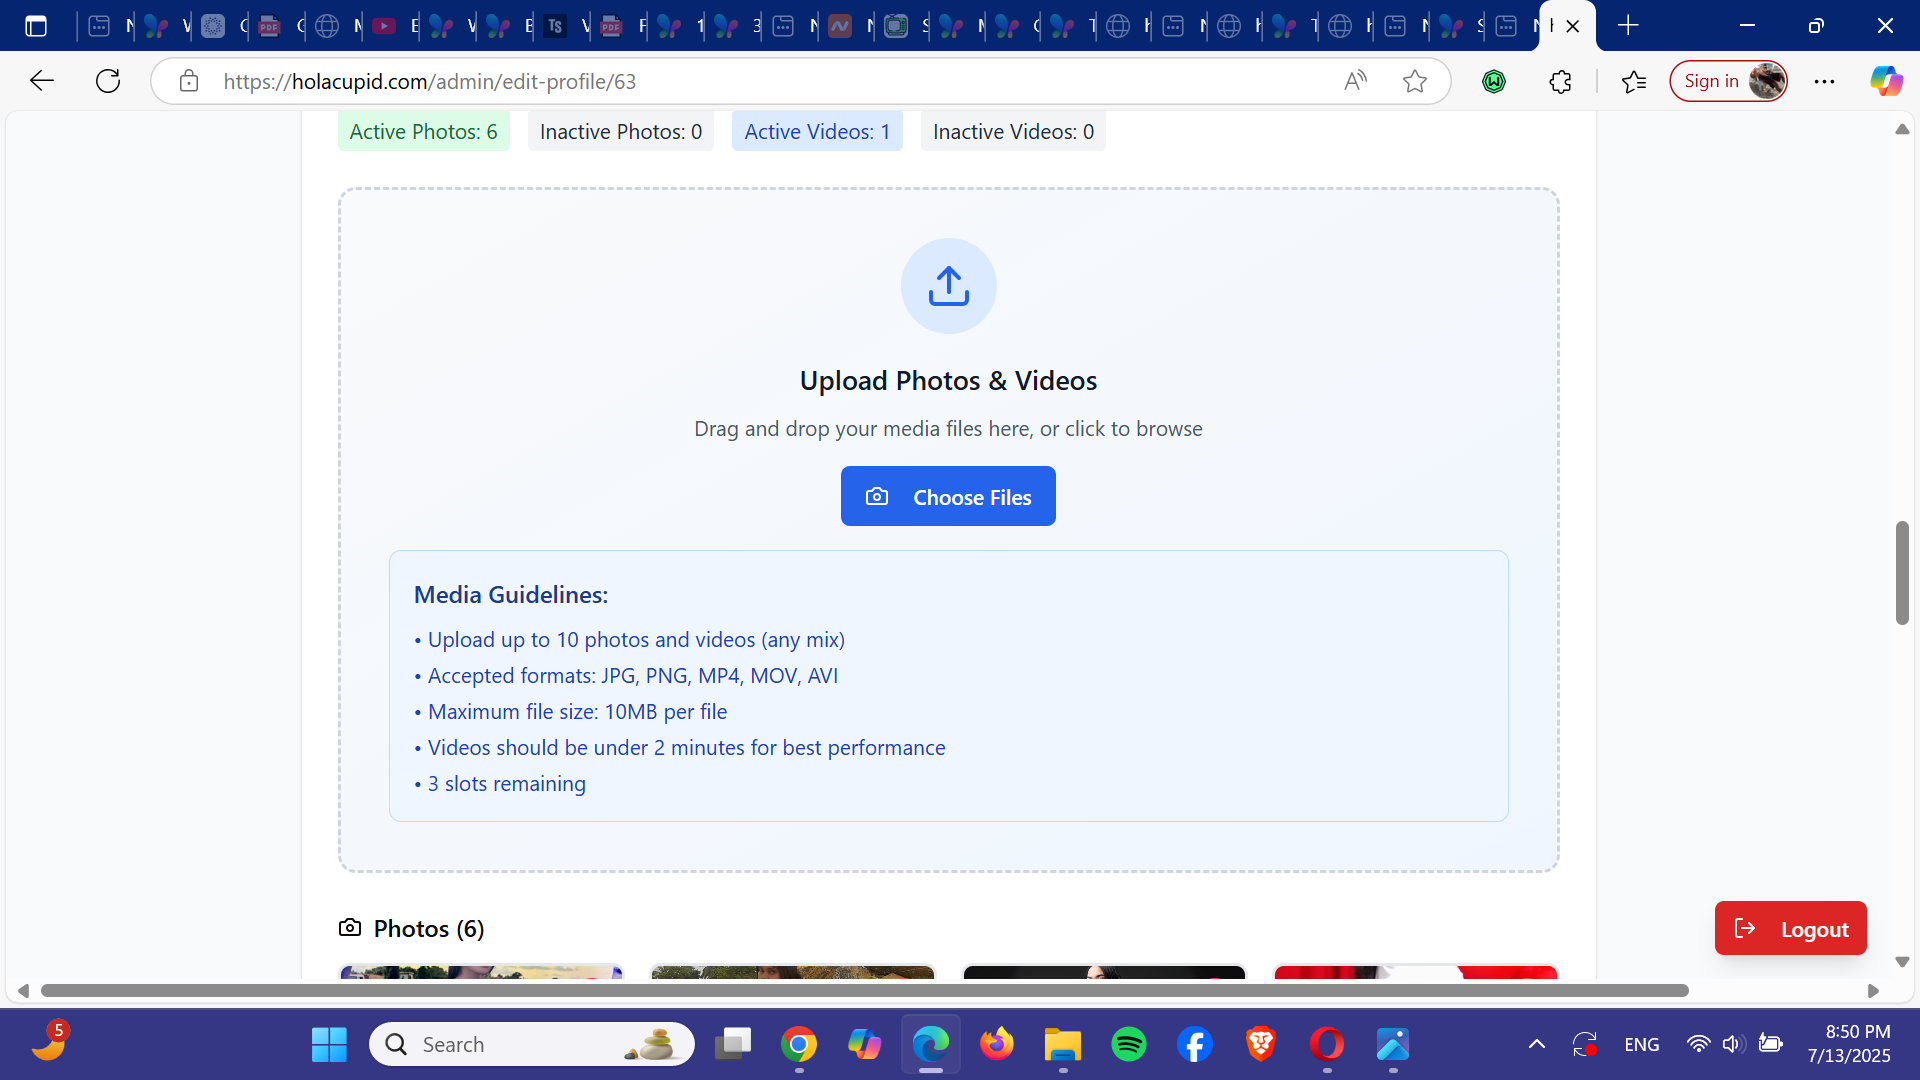 https://holacupid.com/admin/edit-profile/63
Sign in
Active Photos: 6
Inactive Photos: 0
Active Videos: 1
Inactive Videos: 0
Upload Photos & Videos
Drag and drop your media files here, or click to browse
Choose Files
Media Guidelines:
• Upload up to 10 photos and videos (any mix)
• Accepted formats: JPG, PNG, MP4, MOV, AVI
• Maximum file size: 10MB per file
• Videos should be under 2 minutes for best performance
• 3 slots remaining
Photos (6)
Logout
5
Search
ENG
8:50 PM
7/13/2025